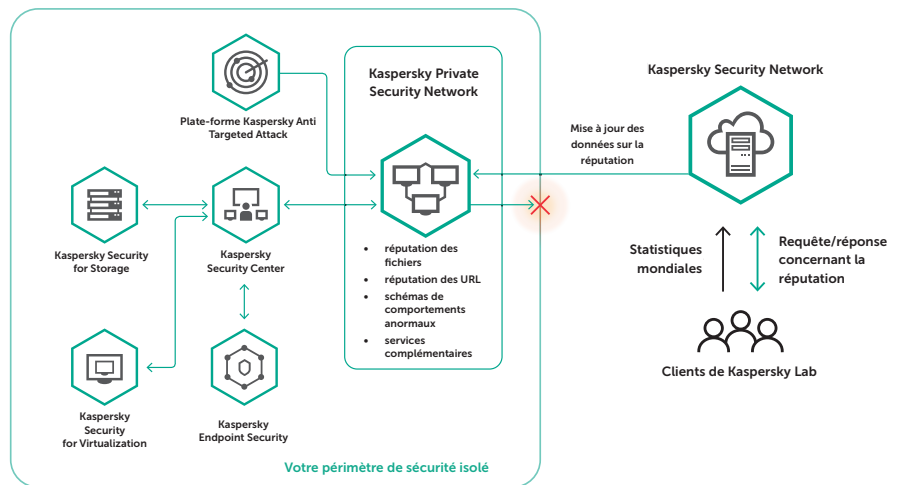 Kaspersky Private
Security Network
Kaspersky Security Network
Plate-forme Kaspersky Anti
Targeted Attack
Mise à jour des
données sur la
réputation
Kaspersky Security
for Storage
Kaspersky
Security Center
• réputation des
fichiers
• réputation des URL
• schémas de
comportements
anormaux
• services
complémentaires
Statistiques
mondiales
Requête/réponse
concernant la
réputation
Clients de Kaspersky Lab
Kaspersky
Security
for Virtualization
Kaspersky
Endpoint Security
Votre périmètre de sécurité isolé